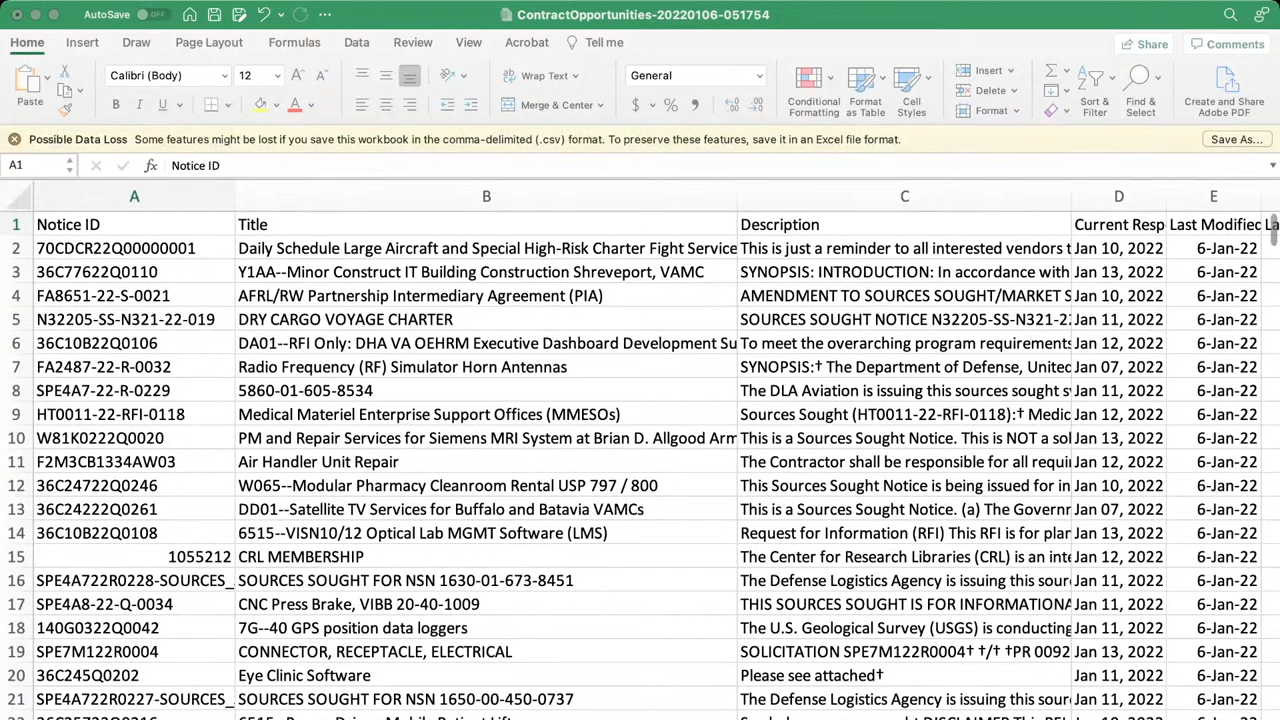 AutoSave OFF ContractOpportunities-20220106-051754
Home Insert Draw Page Layout Formulas Data Review View Acrobat Tell me Share Comments
Paste Calibri (Body) 12 A A Wrap Text General Conditional Formatting Format as Table Cell Styles Insert Sort & Filter Find & Select Create and Share Adobe PDF
B I U A Merge & Center $ % Delete
Format
Possible Data Loss Some features might be lost if you save this workbook in the comma-delimited (.csv) format. To preserve these features, save it in an Excel file format. Save As...
A1 fx Notice ID
A B C D E
1 Notice ID Title Description Current Resp Last Modified La
2 70CDCR22Q00000001 Daily Schedule Large Aircraft and Special High-Risk Charter Fight Service This is just a reminder to all interested vendors t Jan 10, 2022 6-Jan-22
3 36C77622Q0110 Y1AA--Minor Construct IT Building Construction Shreveport, VAMC SYNOPSIS: INTRODUCTION: In accordance with Jan 13, 2022 6-Jan-22
4 FA8651-22-S-0021 AFRL/RW Partnership Intermediary Agreement (PIA) AMENDMENT TO SOURCES SOUGHT/MARKET S Jan 10, 2022 6-Jan-22
5 N32205-SS-N321-22-019 DRY CARGO VOYAGE CHARTER SOURCES SOUGHT NOTICE N32205-SS-N321-22 Jan 11, 2022 6-Jan-22
6 36C10B22Q0106 DA01--RFI Only: DHA VA OEHRM Executive Dashboard Development Su To meet the overarching program requirements Jan 12, 2022 6-Jan-22
7 FA2487-22-R-0032 Radio Frequency (RF) Simulator Horn Antennas SYNOPSIS:† The Department of Defense, United Jan 07, 2022 6-Jan-22
8 SPE4A7-22-R-0229 5860-01-605-8534 The DLA Aviation is issuing this sources sought s Jan 11, 2022 6-Jan-22
9 HT0011-22-RFI-0118 Medical Materiel Enterprise Support Offices (MMESOs) Sources Sought (HT0011-22-RFI-0118):† Medic Jan 12, 2022 6-Jan-22
10 W81K0222Q0020 PM and Repair Services for Siemens MRI System at Brian D. Allgood Arm This is a Sources Sought Notice. This is NOT a sol Jan 13, 2022 6-Jan-22
11 F2M3CB1334AW03 Air Handler Unit Repair The Contractor shall be responsible for all requi Jan 12, 2022 6-Jan-22
12 36C24722Q0246 W065--Modular Pharmacy Cleanroom Rental USP 797 / 800 This Sources Sought Notice is being issued for in Jan 10, 2022 6-Jan-22
13 36C24222Q0261 DD01--Satellite TV Services for Buffalo and Batavia VAMCs This is a Sources Sought Notice. (a) The Governr Jan 07, 2022 6-Jan-22
14 36C10B22Q0108 6515--VISN10/12 Optical Lab MGMT Software (LMS) Request for Information (RFI) This RFI is for plar Jan 13, 2022 6-Jan-22
15 1055212 CRL MEMBERSHIP The Center for Research Libraries (CRL) is an inte Jan 12, 2022 6-Jan-22
16 SPE4A722R0228-SOURCES_ SOURCES SOUGHT FOR NSN 1630-01-673-8451 The Defense Logistics Agency is issuing this sour Jan 11, 2022 6-Jan-22
17 SPE4A8-22-Q-0034 CNC Press Brake, VIBB 20-40-1009 THIS SOURCES SOUGHT IS FOR INFORMATIONA Jan 11, 2022 6-Jan-22
18 140G0322Q0042 7G--40 GPS position data loggers The U.S. Geological Survey (USGS) is conducting Jan 11, 2022 6-Jan-22
19 SPE7M122R0004 CONNECTOR, RECEPTACLE, ELECTRICAL SOLICITATION SPE7M122R0004† †/† †PR 0092 Jan 13, 2022 6-Jan-22
20 36C245Q0202 Eye Clinic Software Please see attached† Jan 11, 2022 6-Jan-22
21 SPE4A722R0227-SOURCES_ SOURCES SOUGHT FOR NSN 1650-00-450-0737 The Defense Logistics Agency is issuing this sour Jan 11, 2022 6-Jan-22